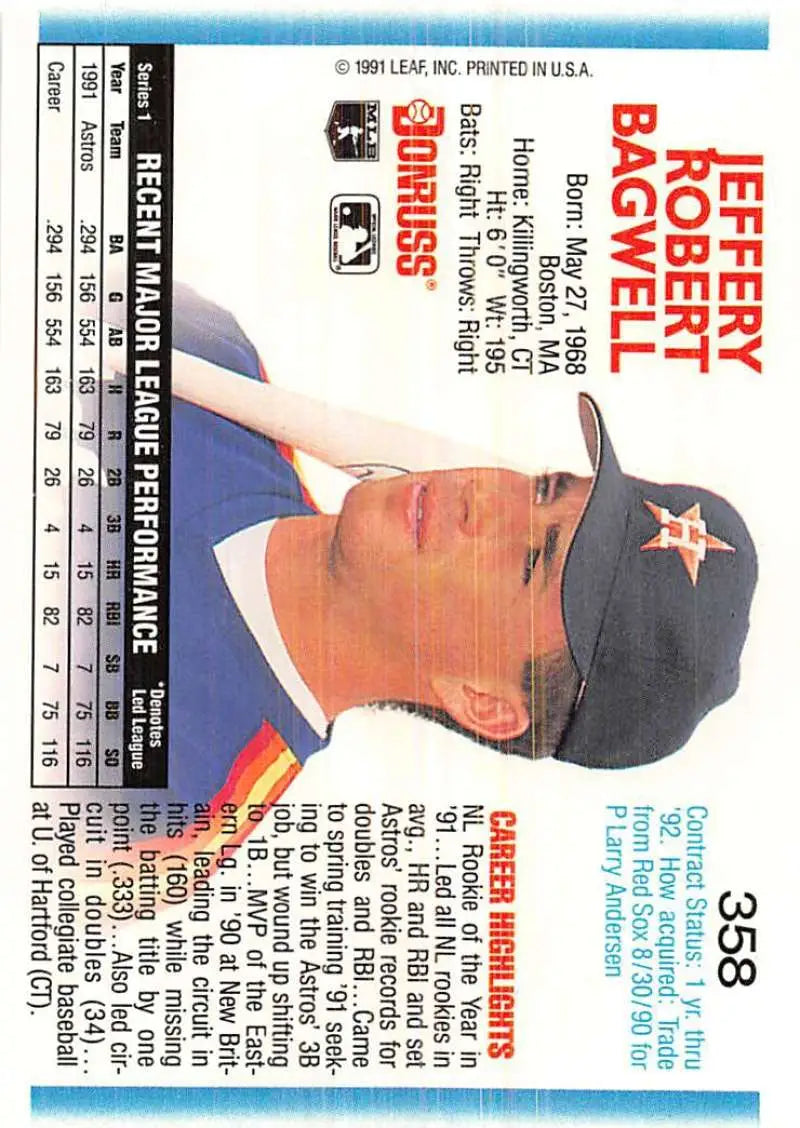 JEFFERY
ROBERT
BAGWELL
Born: May 27, 1968
Boston, MA
Home: Killingworth, CT
Ht: 6'0" Wt: 195
Bats: Right Throws: Right
DONRUSS®
MLB
© 1991 LEAF, INC. PRINTED IN U.S.A.
H
358
Contract Status: 1 yr. thru
'92. How acquired: Trade
from Red Sox 8/30/90 for
P Larry Andersen
CAREER HIGHLIGHTS
NL Rookie of the Year in
'91...Led all NL rookies in
avg., HR and RBI and set
Astros' rookie records for
doubles and RBI...Came
to spring training '91 seek-
ing to win the Astros' 3B
job, but wound up shifting
to 1B...MVP of the East-
ern Lg. in '90 at New Brit-
ain, leading the circuit in
hits (160) while missing
the batting title by one
point (.333)...Also led cir-
cuit in doubles (34)...
Played collegiate baseball
at U. of Hartford (CT).
Series 1 RECENT MAJOR LEAGUE PERFORMANCE *Denotes
Led League
Year Team BA G AB H R 2B 3B HR RBI SB BB SO
1991 Astros .294 156 554 163 79 26 4 15 82 7 75 116
Career .294 156 554 163 79 26 4 15 82 7 75 116